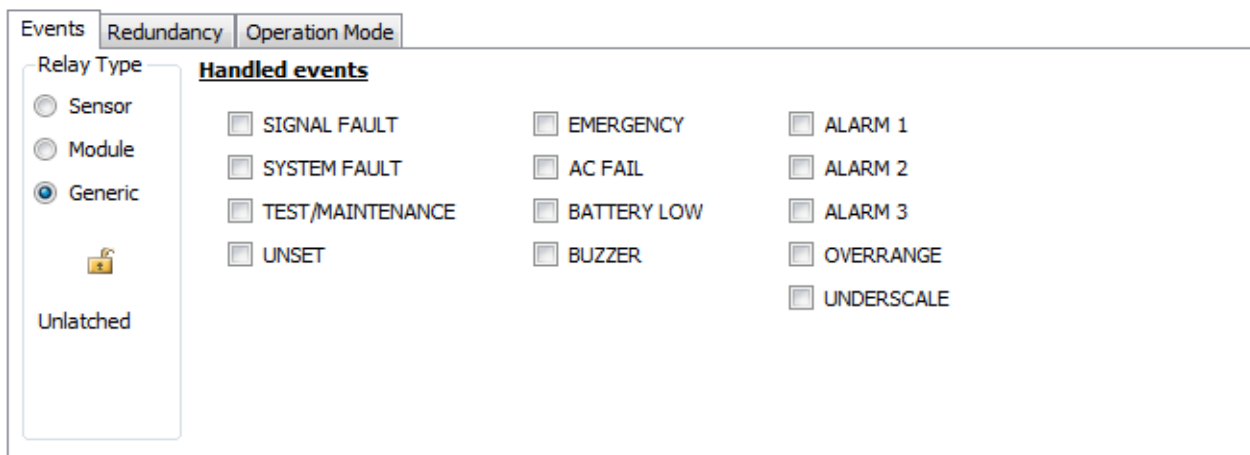 Events Redundancy Operation Mode
Relay Type
Sensor
Module
Generic
Unlatched
Handled events
SIGNAL FAULT EMERGENCY ALARM 1
SYSTEM FAULT AC FAIL ALARM 2
TEST/MAINTENANCE BATTERY LOW ALARM 3
UNSET BUZZER OVERRANGE
UNDERSCALE